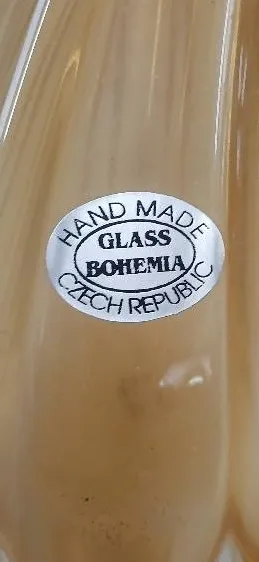 HAND MADE
GLASS
BOHEMIA
CZECH REPUBLIC